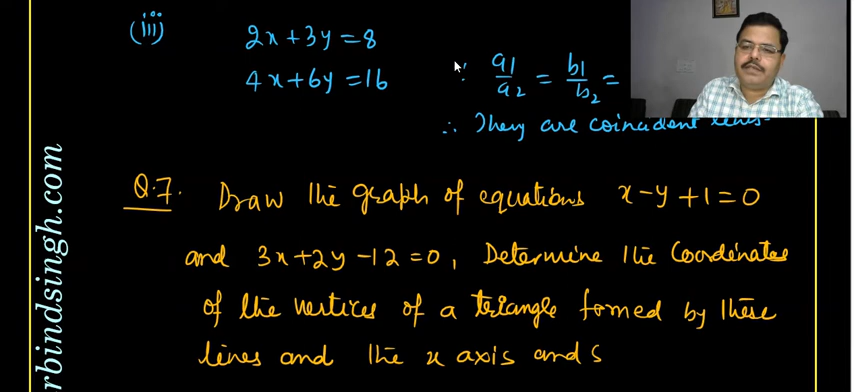 (iii) 2x+3y=8
4x+6y=16
∵ a1/a2 = b1/b2 =
∴ They are coincident lines.
Q.7. Draw the graph of equations x-y+1=0
and 3x+2y-12=0, Determine the coordinates
of the vertices of a triangle formed by these
lines and the x axis and s
rbindsingh.com